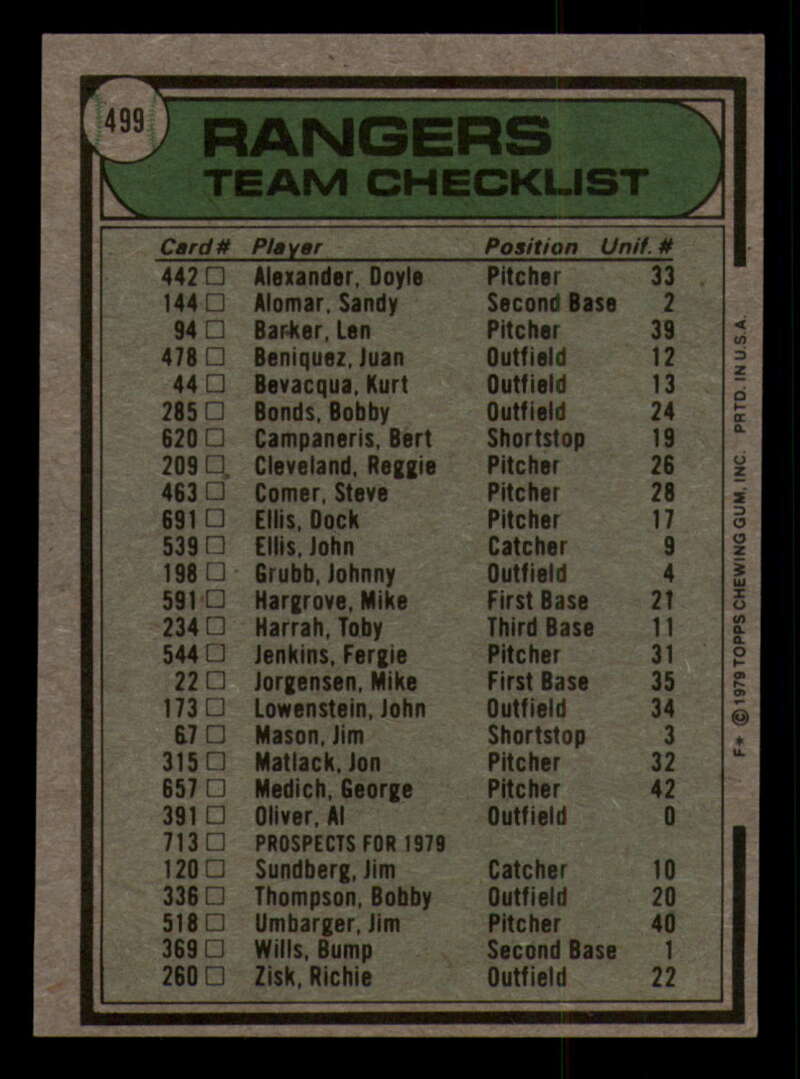 499
RANGERS
TEAM CHECKLIST
Card# Player Position Unif. #
442 □ Alexander, Doyle Pitcher 33
144 □ Alomar, Sandy Second Base 2
94 □ Barker, Len Pitcher 39
478 □ Beniquez, Juan Outfield 12
44 □ Bevacqua, Kurt Outfield 13
285 □ Bonds, Bobby Outfield 24
620 □ Campaneris, Bert Shortstop 19
209 □ Cleveland, Reggie Pitcher 26
463 □ Comer, Steve Pitcher 28
691 □ Ellis, Dock Pitcher 17
539 □ Ellis, John Catcher 9
198 □ Grubb, Johnny Outfield 4
591 □ Hargrove, Mike First Base 21
234 □ Harrah, Toby Third Base 11
544 □ Jenkins, Fergie Pitcher 31
22 □ Jorgensen, Mike First Base 35
173 □ Lowenstein, John Outfield 34
67 □ Mason, Jim Shortstop 3
315 □ Matlack, Jon Pitcher 32
657 □ Medich, George Pitcher 42
391 □ Oliver, Al Outfield 0
713 □ PROSPECTS FOR 1979
120 □ Sundberg, Jim Catcher 10
336 □ Thompson, Bobby Outfield 20
518 □ Umbarger, Jim Pitcher 40
369 □ Wills, Bump Second Base 1
260 □ Zisk, Richie Outfield 22
F* © 1979 TOPPS CHEWING GUM, INC. PRTD. IN U.S.A.